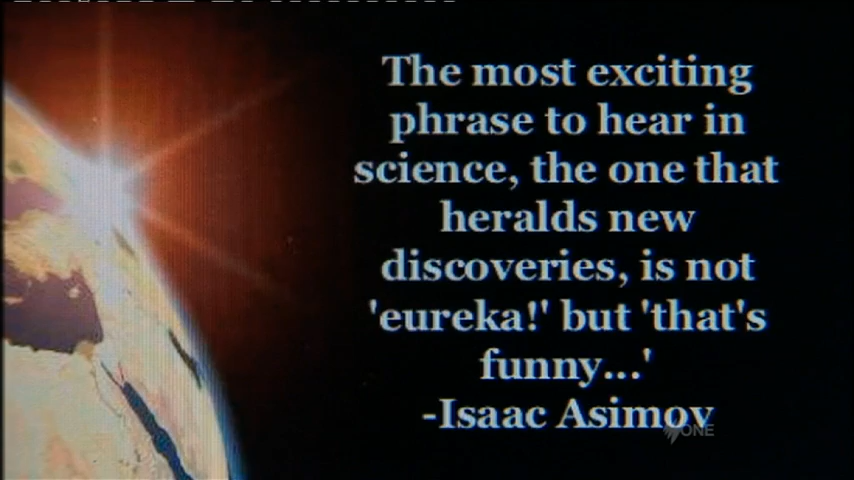 The most exciting
phrase to hear in
science, the one that
heralds new
discoveries, is not
'eureka!' but 'that's
funny...'
-Isaac Asimov
ONE